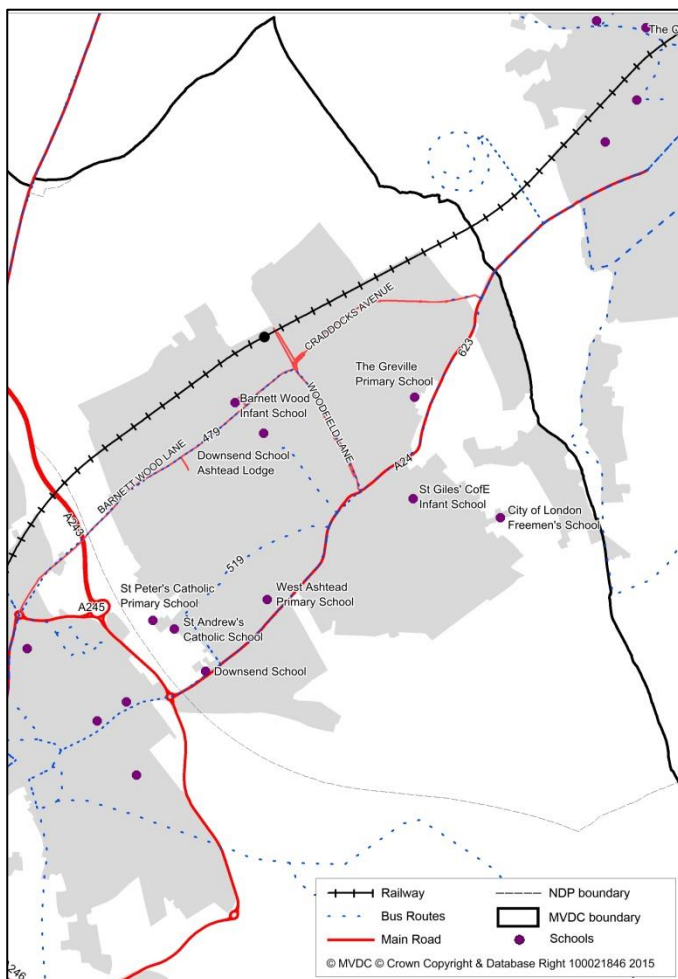 The
CRADDOCKS AVENUE
The Greville
Primary School
623
Barnett Wood
Infant School
WOODFIELD LANE
479
BARNETT WOOD LANE
Downsend School
Ashtead Lodge
A24
St Giles' CofE
Infant School
City of London
Freemen's School
A243
519
St Peter's Catholic
Primary School
West Ashtead
Primary School
A245
St Andrew's
Catholic School
Downsend School
Railway
NDP boundary
Bus Routes
MVDC boundary
Main Road
Schools
© MVDC © Crown Copyright & Database Right 100021846 2015